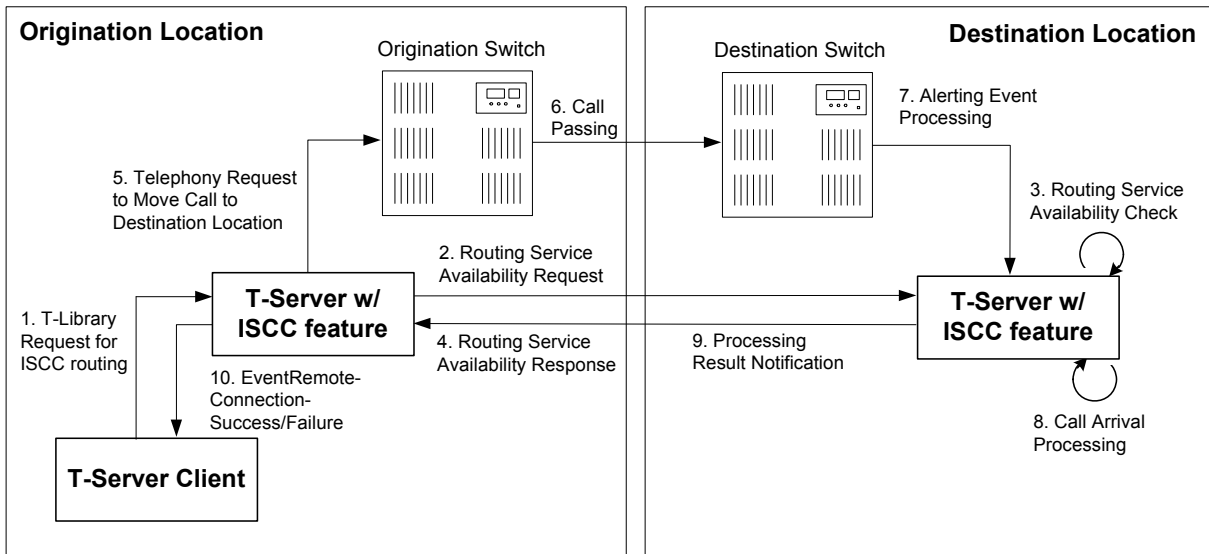 Origination Location
Destination Location
Origination Switch
Destination Switch
6. Call
Passing
7. Alerting Event
Processing
5. Telephony Request
to Move Call to
Destination Location
3. Routing Service
Availability Check
2. Routing Service
Availability Request
T-Server w/
ISCC feature
T-Server w/
ISCC feature
1. T-Library
Request for
ISCC routing
4. Routing Service
Availability Response
9. Processing
Result Notification
10. EventRemote-
Connection-
Success/Failure
8. Call Arrival
Processing
T-Server Client